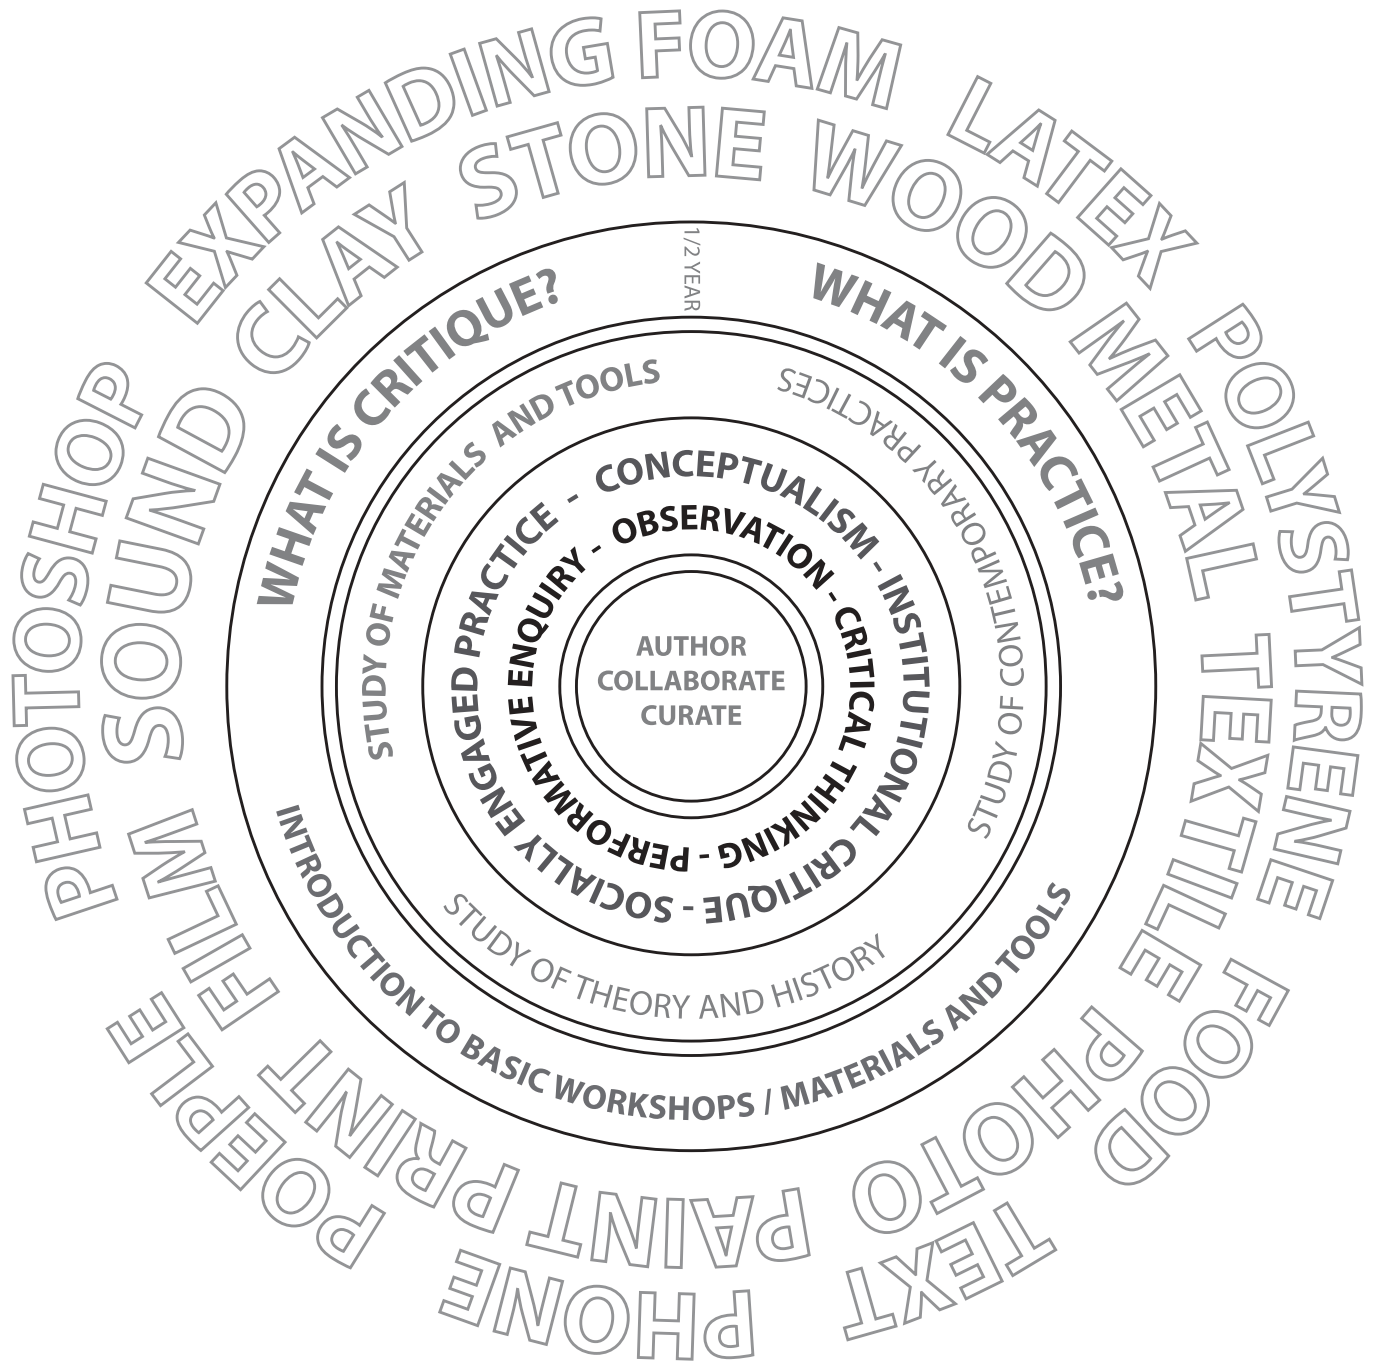 EXPANDING FOAM LATEX POLYSTYRENE FOOD TEXT PHONE POEPLE PHOTOSHOP
CLAY STONE WOOD METAL TEXTILE PHOTO PAINT PRINT FILM SOUND
1/2 YEAR
WHAT IS CRITIQUE?
WHAT IS PRACTICE?
INTRODUCTION TO BASIC WORKSHOPS / MATERIALS AND TOOLS
STUDY OF MATERIALS AND TOOLS
STUDY OF CONTEMPORARY PRACTICES
STUDY OF THEORY AND HISTORY
CONCEPTUALISM - INSTITUTIONAL CRITIQUE - SOCIALLY ENGAGED PRACTICE -
OBSERVATION - CRITICAL THINKING - PERFORMATIVE ENQUIRY -
AUTHOR
COLLABORATE
CURATE